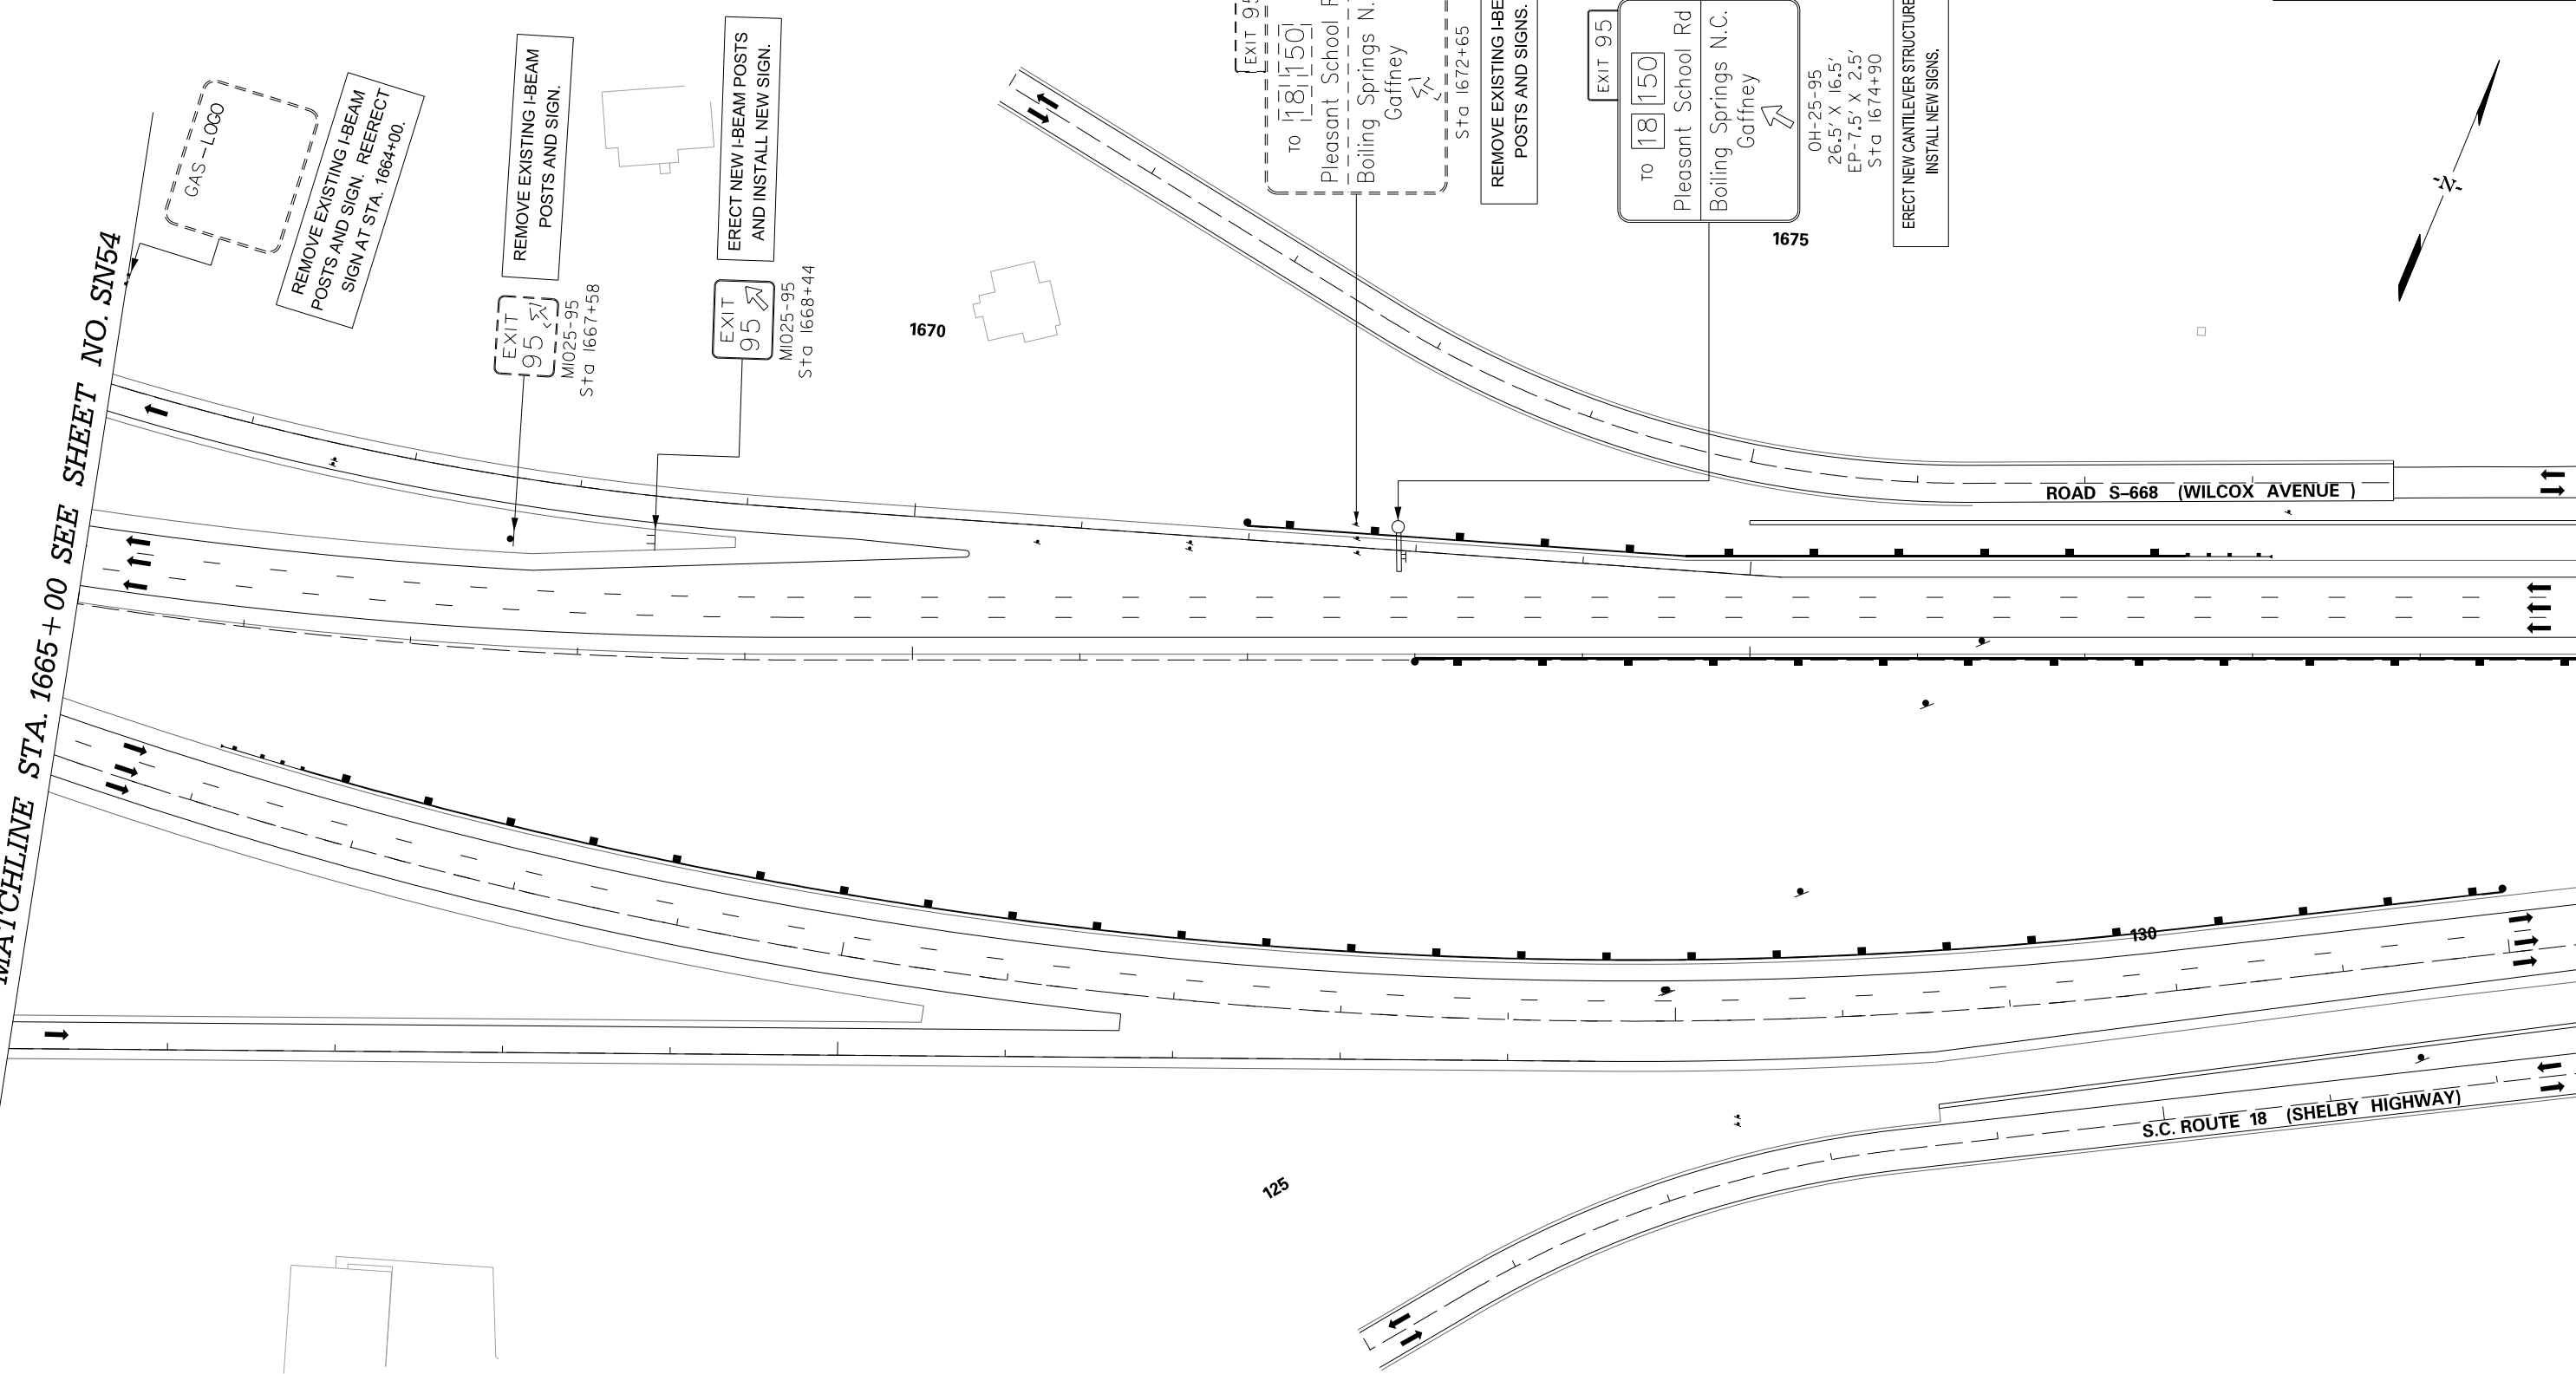 MATCHLINE STA. 1665+00 SEE SHEET NO. SN54
GAS-LOGO
REMOVE EXISTING I-BEAM
POSTS AND SIGN. REERECT
SIGN AT STA. 1664+00.
REMOVE EXISTING I-BEAM
POSTS AND SIGN.
EXIT
95
M1025-95
Sta 1667+58
ERECT NEW I-BEAM POSTS
AND INSTALL NEW SIGN.
EXIT
95
M1025-95
Sta 1668+44
1670
EXIT 95
TO 18 150
Pleasant School
Boiling Springs N.
Gaffney
Sta 1672+65
REMOVE EXISTING
POSTS AND SIGNS.
EXIT 95
TO 18 150
Pleasant School Rd
Boiling Springs N.C.
Gaffney
OH-25-95
26.5' X 16.5'
EP-7.5' X 2.5'
Sta 1674+90
1675
ERECT NEW CANTILEVER STRUCTURE
INSTALL NEW SIGNS.
-N-
ROAD S-668 (WILCOX AVENUE )
130
S.C. ROUTE 18 (SHELBY HIGHWAY)
125